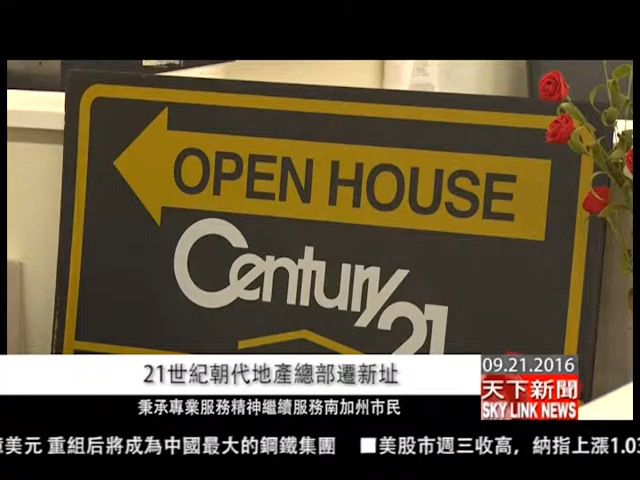 OPEN HOUSE
Century 21
21世紀朝代地產總部遷新址
秉承專業服務精神繼續服務南加州市民
09.21.2016
天下新聞
SKY LINK NEWS
美元 重組后將成為中國最大的鋼鐵集團 ■美股市週三收高，納指上漲1.03